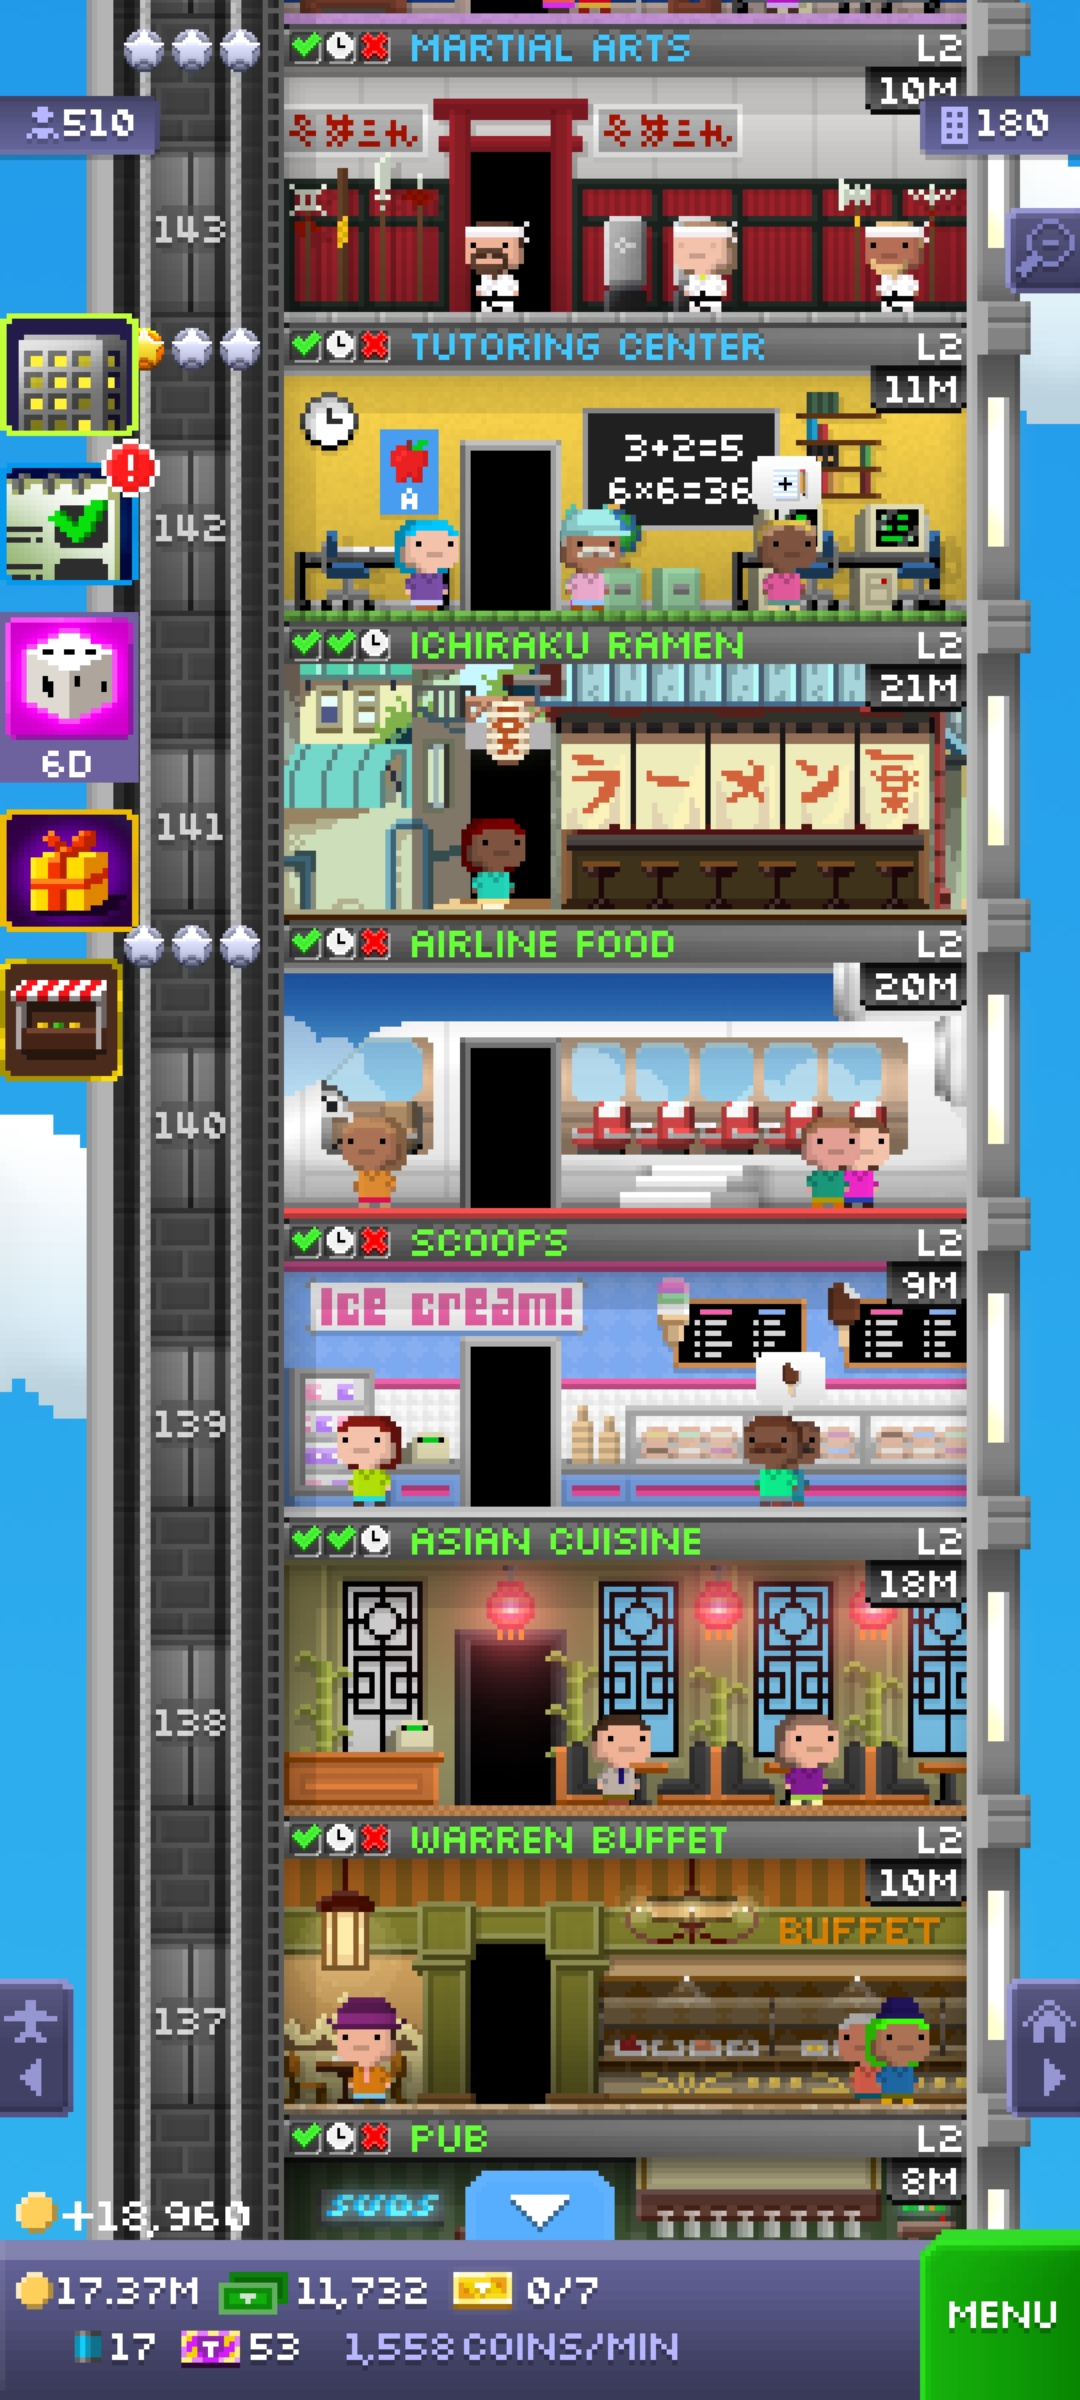 MARTIAL ARTS L2
10M
510
180
143
TUTORING CENTER L2
11M
3+2=5
6×6=36
A
142
ICHIRAKU RAMEN L2
21M
ラーメン
6D
141
AIRLINE FOOD L2
20M
140
SCOOPS L2
9M
Ice cream!
139
ASIAN CUISINE L2
18M
138
WARREN BUFFET L2
10M
BUFFET
137
PUB L2
8M
SUDS
+18,960
17.37M 11,732 0/7
17 53 1,558 COINS/MIN
MENU